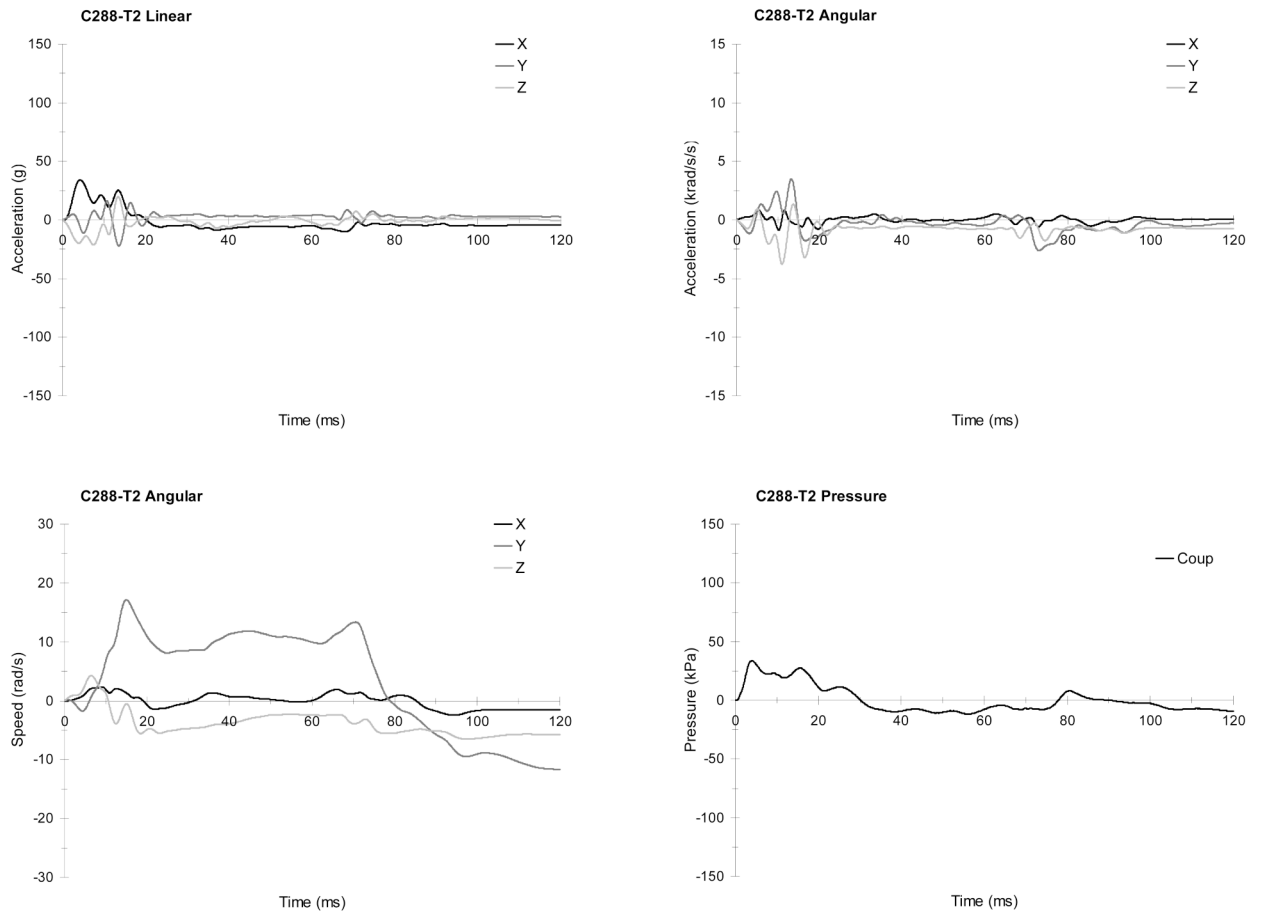 C288-T2 Linear
150
100
50
0
-50
-100
-150
0 20 40 60 80 100 120
Acceleration (g)
Time (ms)
X
Y
Z
C288-T2 Angular
15
10
5
0
-5
-10
-15
0 20 40 60 80 100 120
Acceleration (krad/s/s)
Time (ms)
X
Y
Z
C288-T2 Angular
30
20
10
0
-10
-20
-30
0 20 40 60 80 100 120
Speed (rad/s)
Time (ms)
X
Y
Z
C288-T2 Pressure
150
100
50
0
-50
-100
-150
0 20 40 60 80 100 120
Pressure (kPa)
Time (ms)
Coup